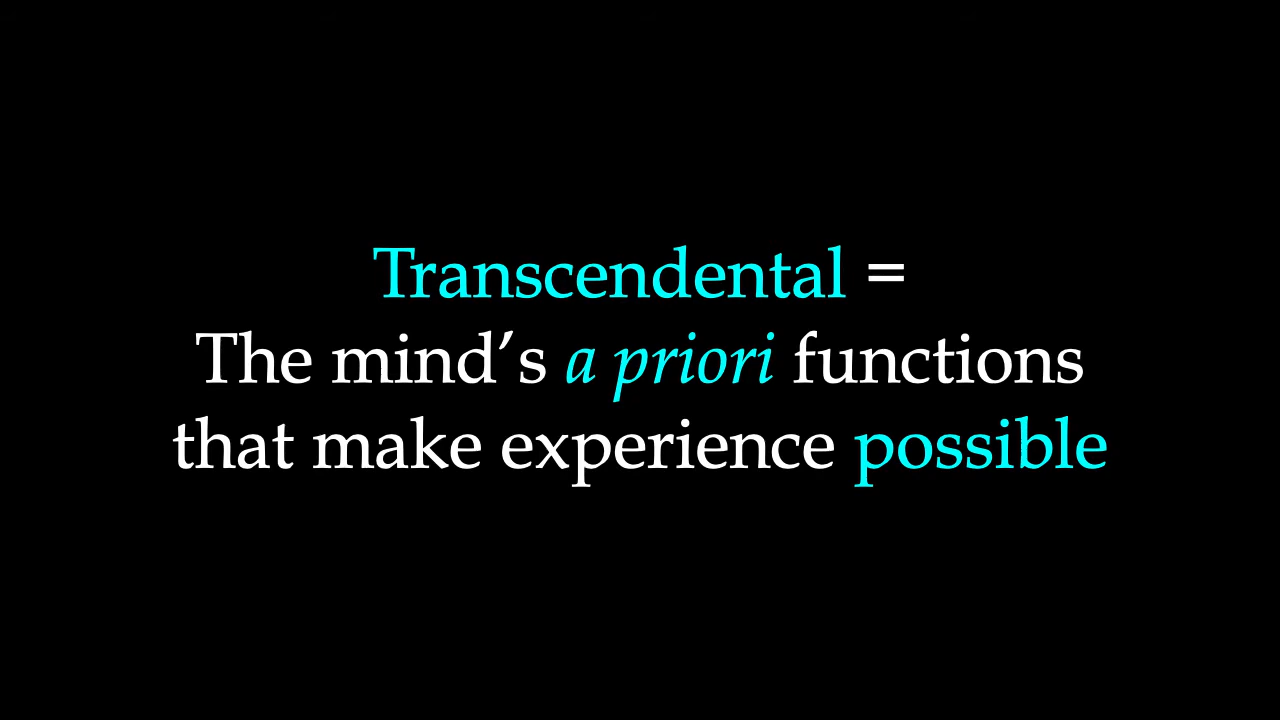 Transcendental =
The mind’s a priori functions
that make experience possible